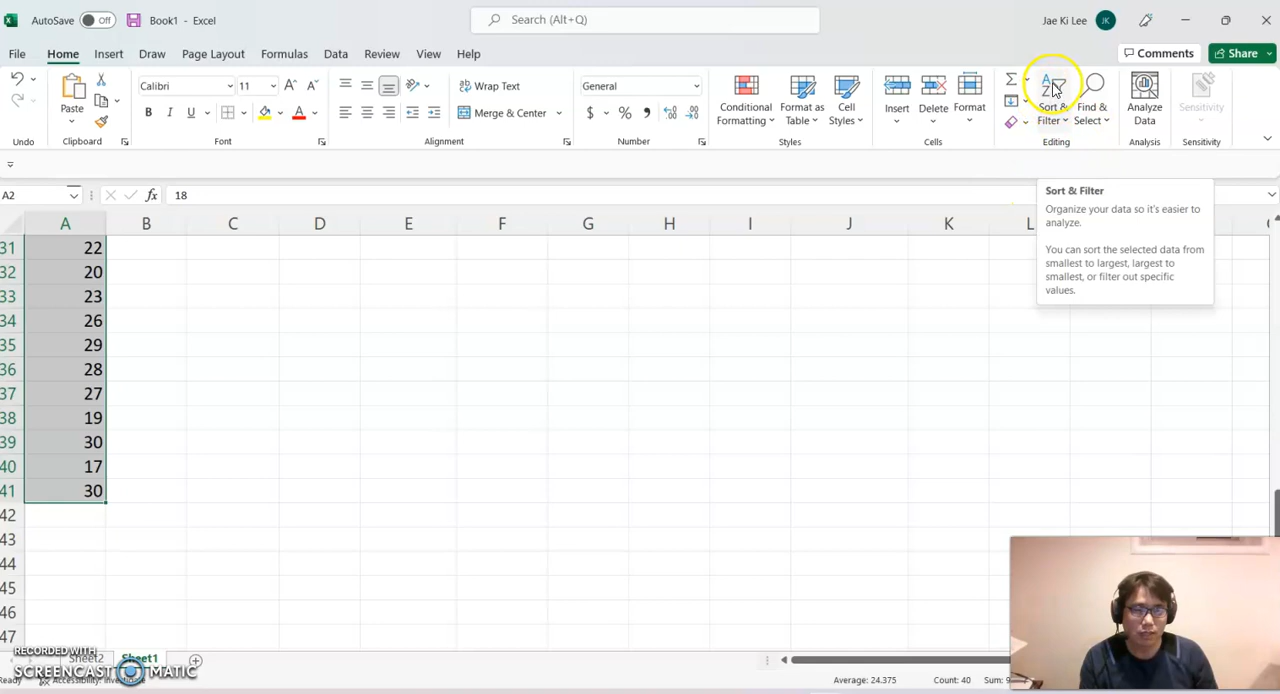 AutoSave Off Book1 - Excel Search (Alt+Q) Jae Ki Lee JK
File Home Insert Draw Page Layout Formulas Data Review View Help Comments Share
Calibri 11 Wrap Text General
Paste Merge & Center $ % Conditional Formatting Format as Table Cell Styles Insert Delete Format Sort & Filter Find & Select Analyze Data Sensitivity
Undo Clipboard Font Alignment Number Styles Cells Editing Analysis Sensitivity
A2 fx 18
Sort & Filter
Organize your data so it's easier to
analyze.
You can sort the selected data from
smallest to largest, largest to
smallest, or filter out specific
values.
A B C D E F G H I J K L
31 22
32 20
33 23
34 26
35 29
36 28
37 27
38 19
39 30
40 17
41 30
42
43
44
45
46
47
Sheet2 Sheet1
RECORDED WITH
SCREENCAST MATIC
Ready Accessibility: Average: 24.375 Count: 40 Sum: